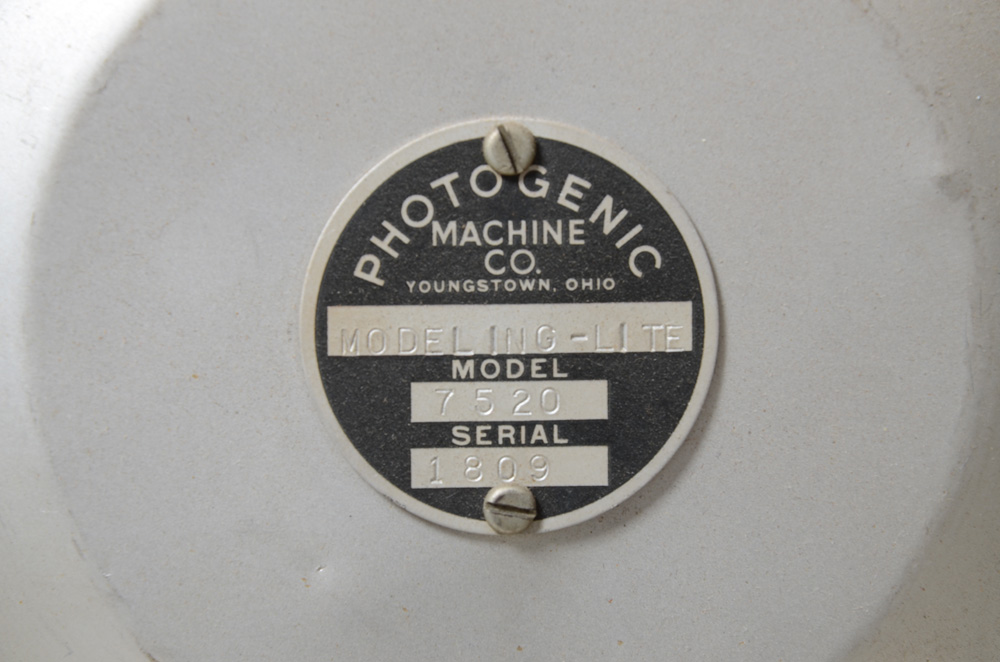 PHOTOGENIC
MACHINE
CO.
YOUNGSTOWN, OHIO
MODELING-LITE
MODEL
7520
SERIAL
1809